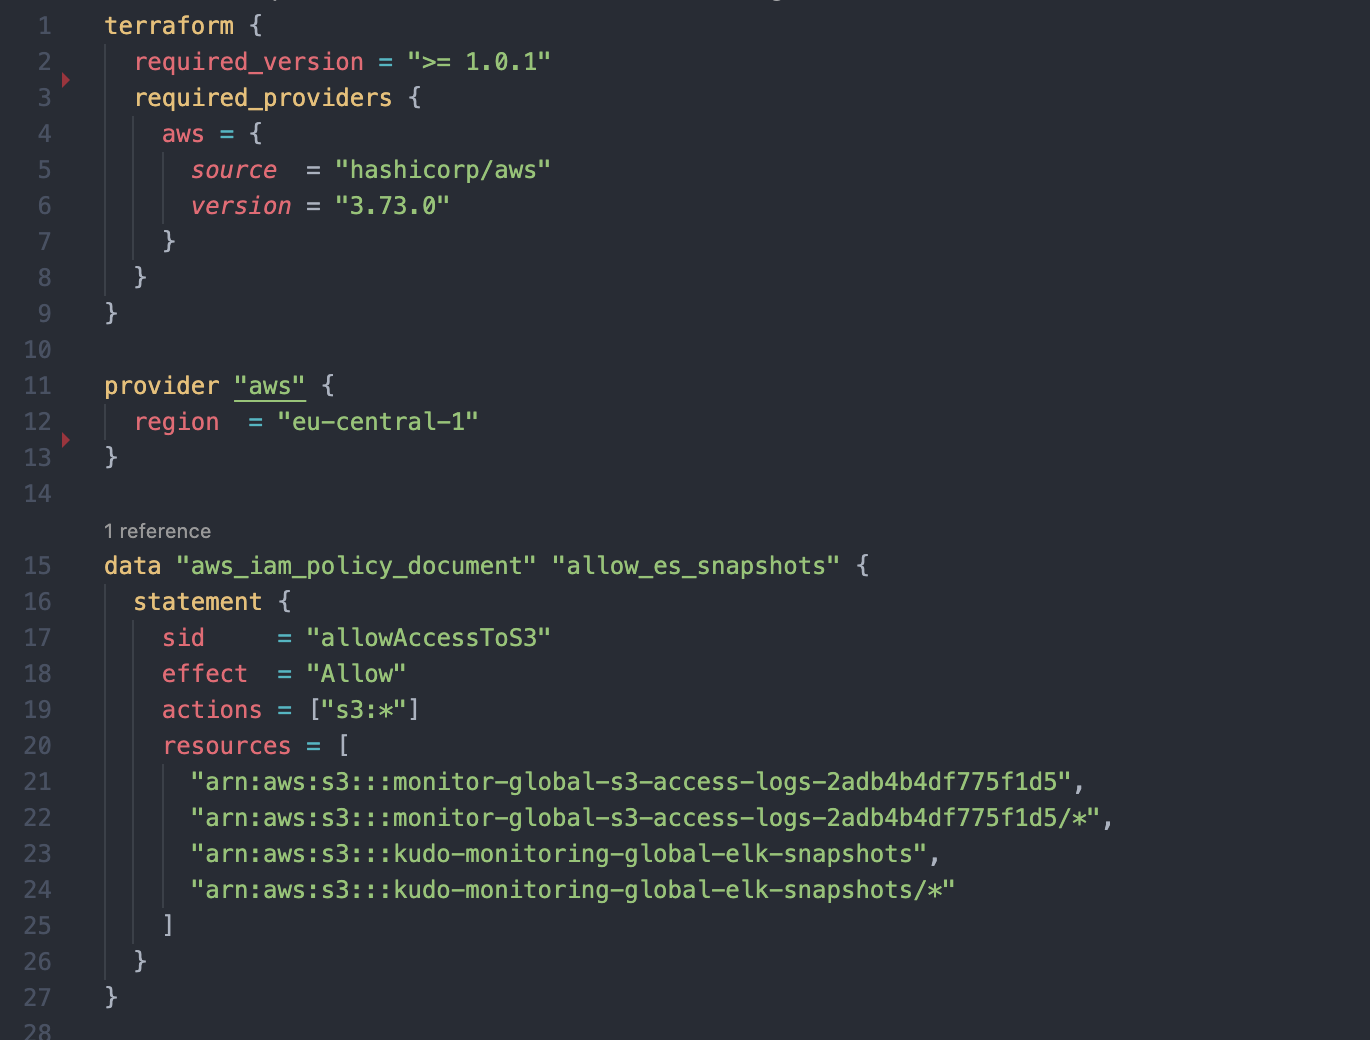 1 terraform {
2   required_version = ">= 1.0.1"
3   required_providers {
4     aws = {
5       source  = "hashicorp/aws"
6       version = "3.73.0"
7     }
8   }
9 }
10
11 provider "aws" {
12   region  = "eu-central-1"
13 }
14
1 reference
15 data "aws_iam_policy_document" "allow_es_snapshots" {
16   statement {
17     sid     = "allowAccessToS3"
18     effect  = "Allow"
19     actions = ["s3:*"]
20     resources = [
21       "arn:aws:s3:::monitor-global-s3-access-logs-2adb4b4df775f1d5",
22       "arn:aws:s3:::monitor-global-s3-access-logs-2adb4b4df775f1d5/*",
23       "arn:aws:s3:::kudo-monitoring-global-elk-snapshots",
24       "arn:aws:s3:::kudo-monitoring-global-elk-snapshots/*"
25     ]
26   }
27 }
28